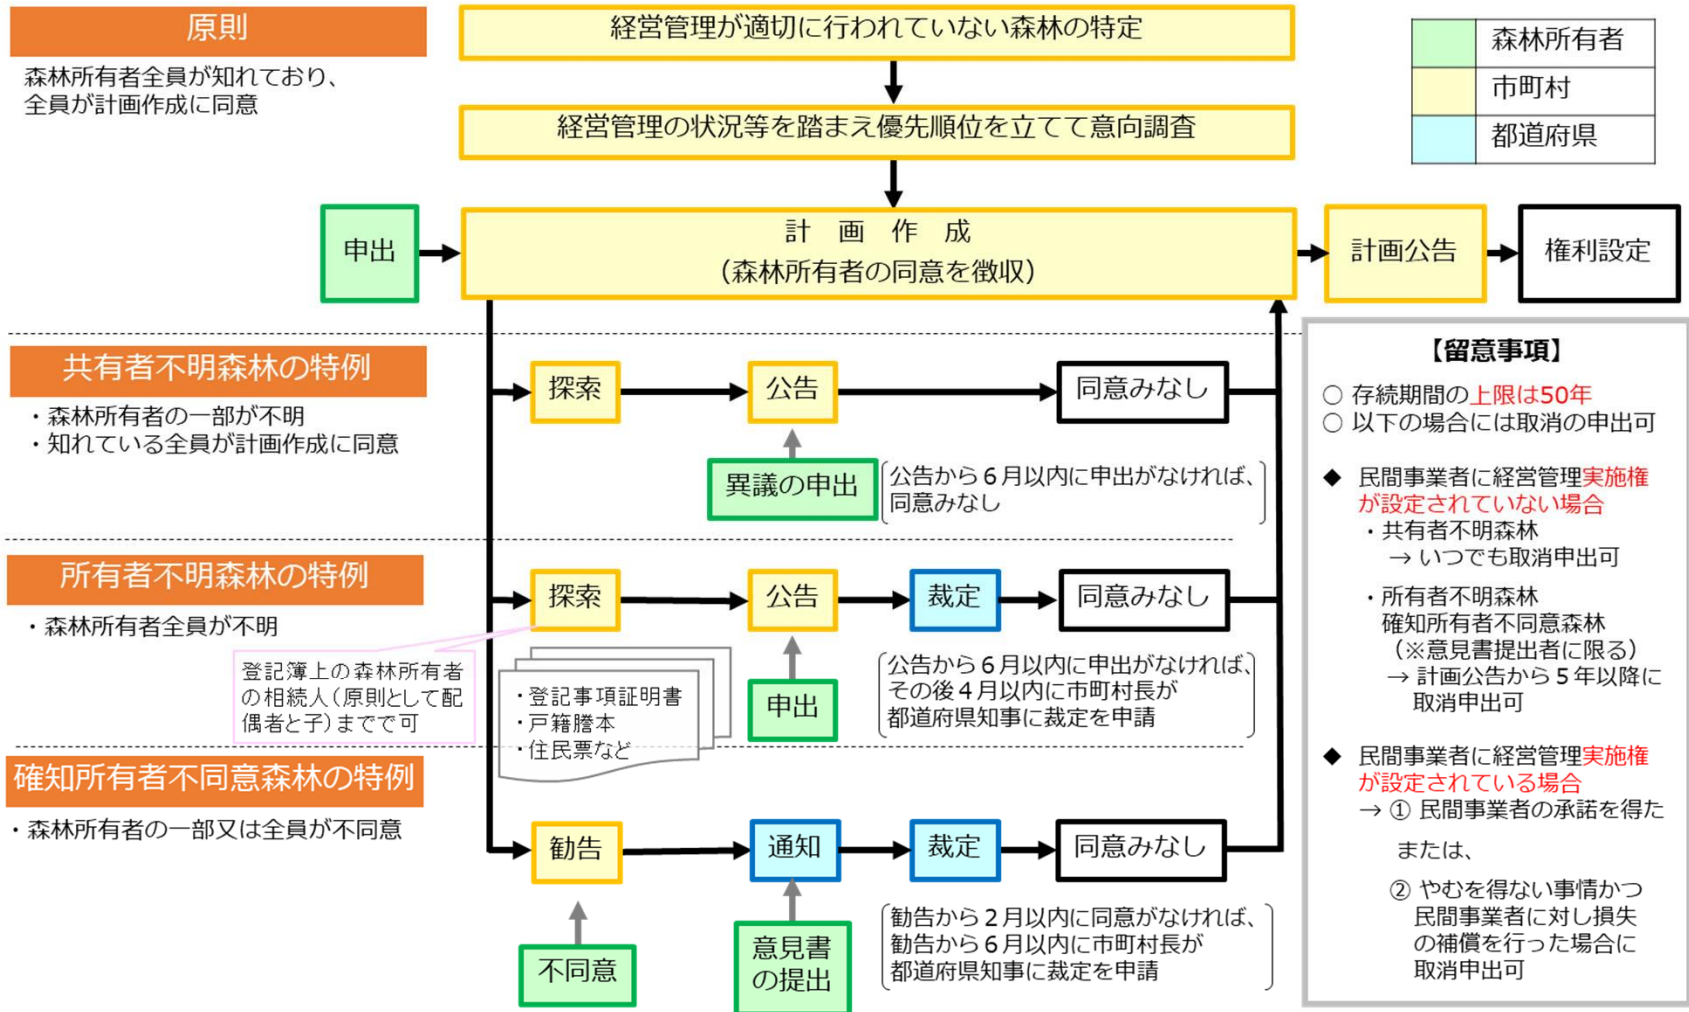 原則
森林所有者全員が知れており、
全員が計画作成に同意
経営管理が適切に行われていない森林の特定
経営管理の状況等を踏まえ優先順位を立てて意向調査
森林所有者
市町村
都道府県
申出
計 画 作 成
（森林所有者の同意を徴収）
計画公告
権利設定
共有者不明森林の特例
・森林所有者の一部が不明
・知れている全員が計画作成に同意
探索
公告
同意みなし
異議の申出
公告から６月以内に申出がなければ、
同意みなし
所有者不明森林の特例
・森林所有者全員が不明
探索
公告
裁定
同意みなし
登記簿上の森林所有者
の相続人（原則として配
偶者と子）までで可
・登記事項証明書
・戸籍謄本
・住民票など
申出
公告から６月以内に申出がなければ、
その後４月以内に市町村長が
都道府県知事に裁定を申請
確知所有者不同意森林の特例
・森林所有者の一部又は全員が不同意
勧告
通知
裁定
同意みなし
不同意
意見書
の提出
勧告から２月以内に同意がなければ、
勧告から６月以内に市町村長が
都道府県知事に裁定を申請
【留意事項】
○ 存続期間の上限は50年
○ 以下の場合には取消の申出可
◆ 民間事業者に経営管理実施権
が設定されていない場合
・共有者不明森林
→ いつでも取消申出可
・所有者不明森林
確知所有者不同意森林
（※意見書提出者に限る）
→ 計画公告から５年以降に
取消申出可
◆ 民間事業者に経営管理実施権
が設定されている場合
→ ① 民間事業者の承諾を得た
または、
② やむを得ない事情かつ
民間事業者に対し損失
の補償を行った場合に
取消申出可